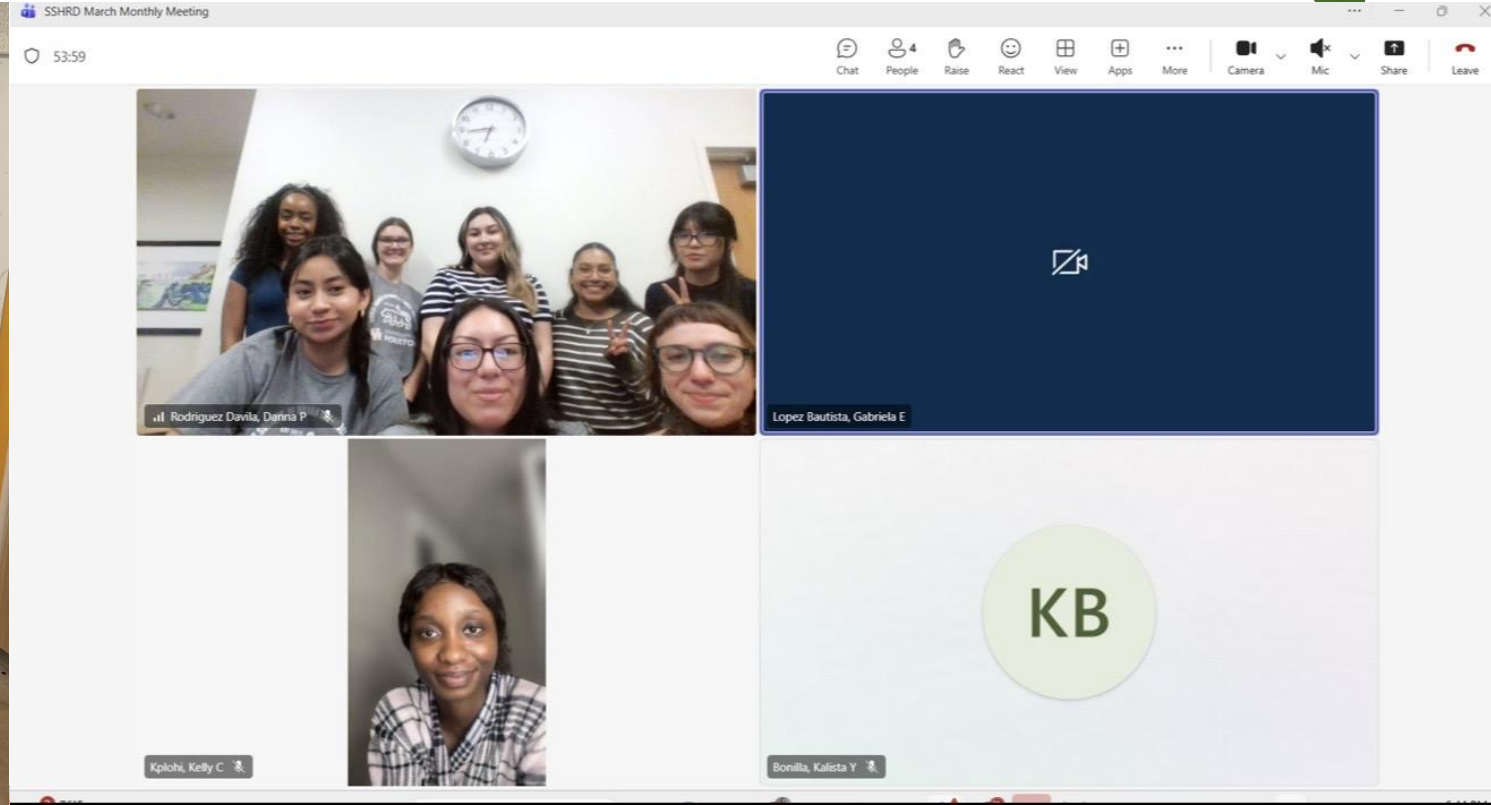 SSHRD March Monthly Meeting
53:59
Chat
People 4
Raise
React
View
Apps
More
Camera
Mic
Share
Leave
Rodriguez Davila, Danna P
Lopez Bautista, Gabriela E
Kplohi, Kelly C
KB
Bonilla, Kalista Y